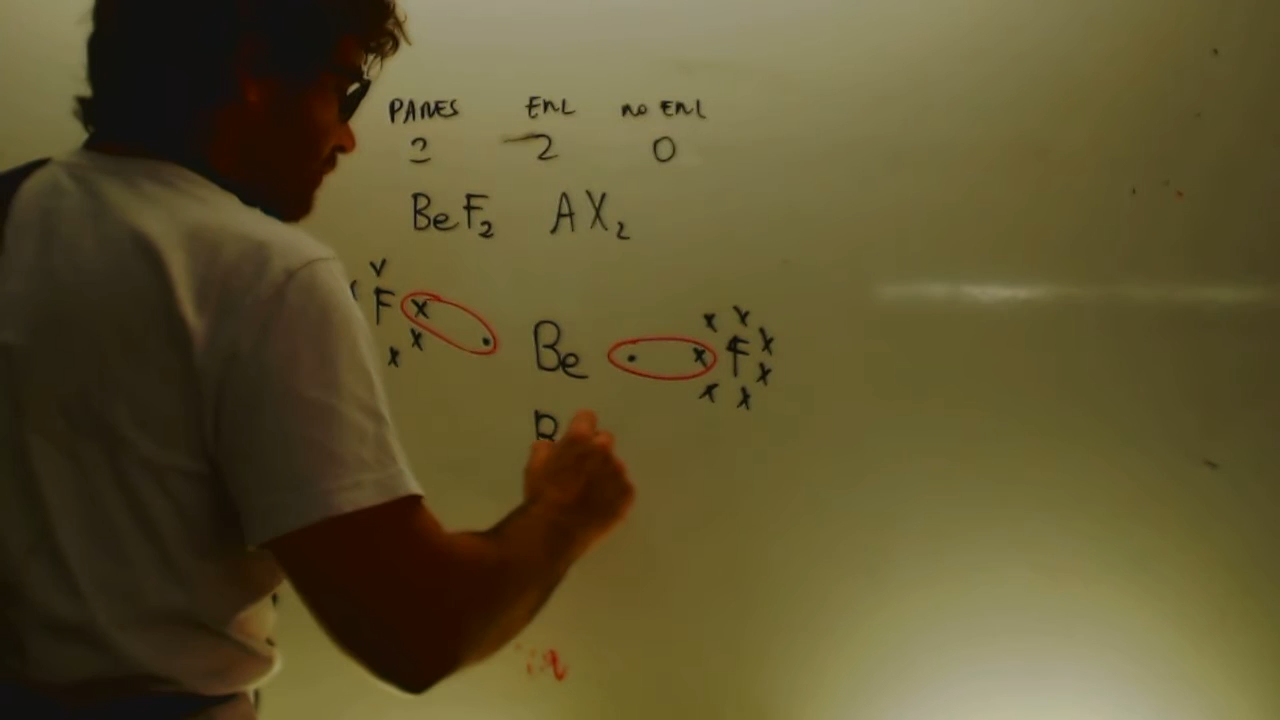 PARES ENL no ENL
2 2 0
BeF₂ AX₂
F x · Be · x F
B